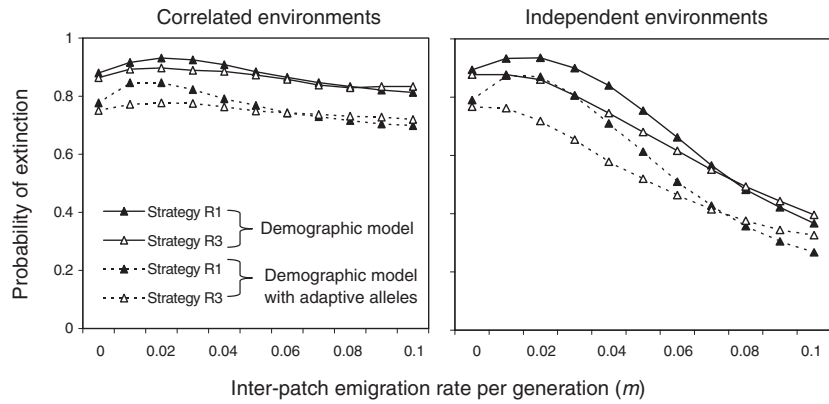 Correlated environments
Independent environments
Probability of extinction
1
0.8
0.6
0.4
0.2
0
Strategy R1
Strategy R3
Demographic model
Strategy R1
Strategy R3
Demographic model
with adaptive alleles
0 0.02 0.04 0.06 0.08 0.1
0 0.02 0.04 0.06 0.08 0.1
Inter-patch emigration rate per generation (m)